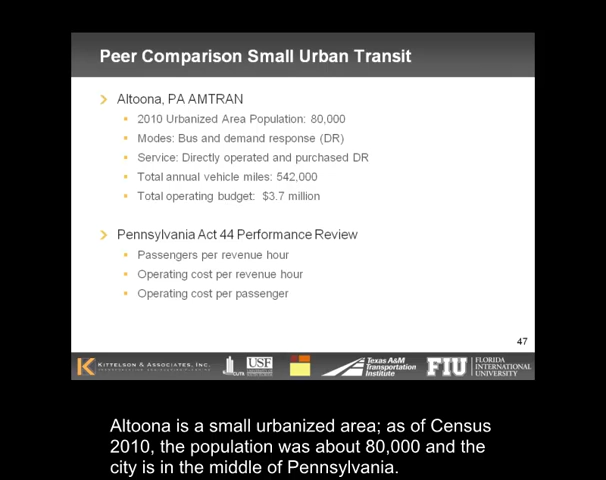 Peer Comparison Small Urban Transit
Altoona, PA AMTRAN
2010 Urbanized Area Population: 80,000
Modes: Bus and demand response (DR)
Service: Directly operated and purchased DR
Total annual vehicle miles: 542,000
Total operating budget: $3.7 million
Pennsylvania Act 44 Performance Review
Passengers per revenue hour
Operating cost per revenue hour
Operating cost per passenger
47
KITTELSON & ASSOCIATES, INC.
CUTR
USF
Texas A&M
Transportation
Institute
FIU
FLORIDA
INTERNATIONAL
UNIVERSITY
Altoona is a small urbanized area; as of Census
2010, the population was about 80,000 and the
city is in the middle of Pennsylvania.